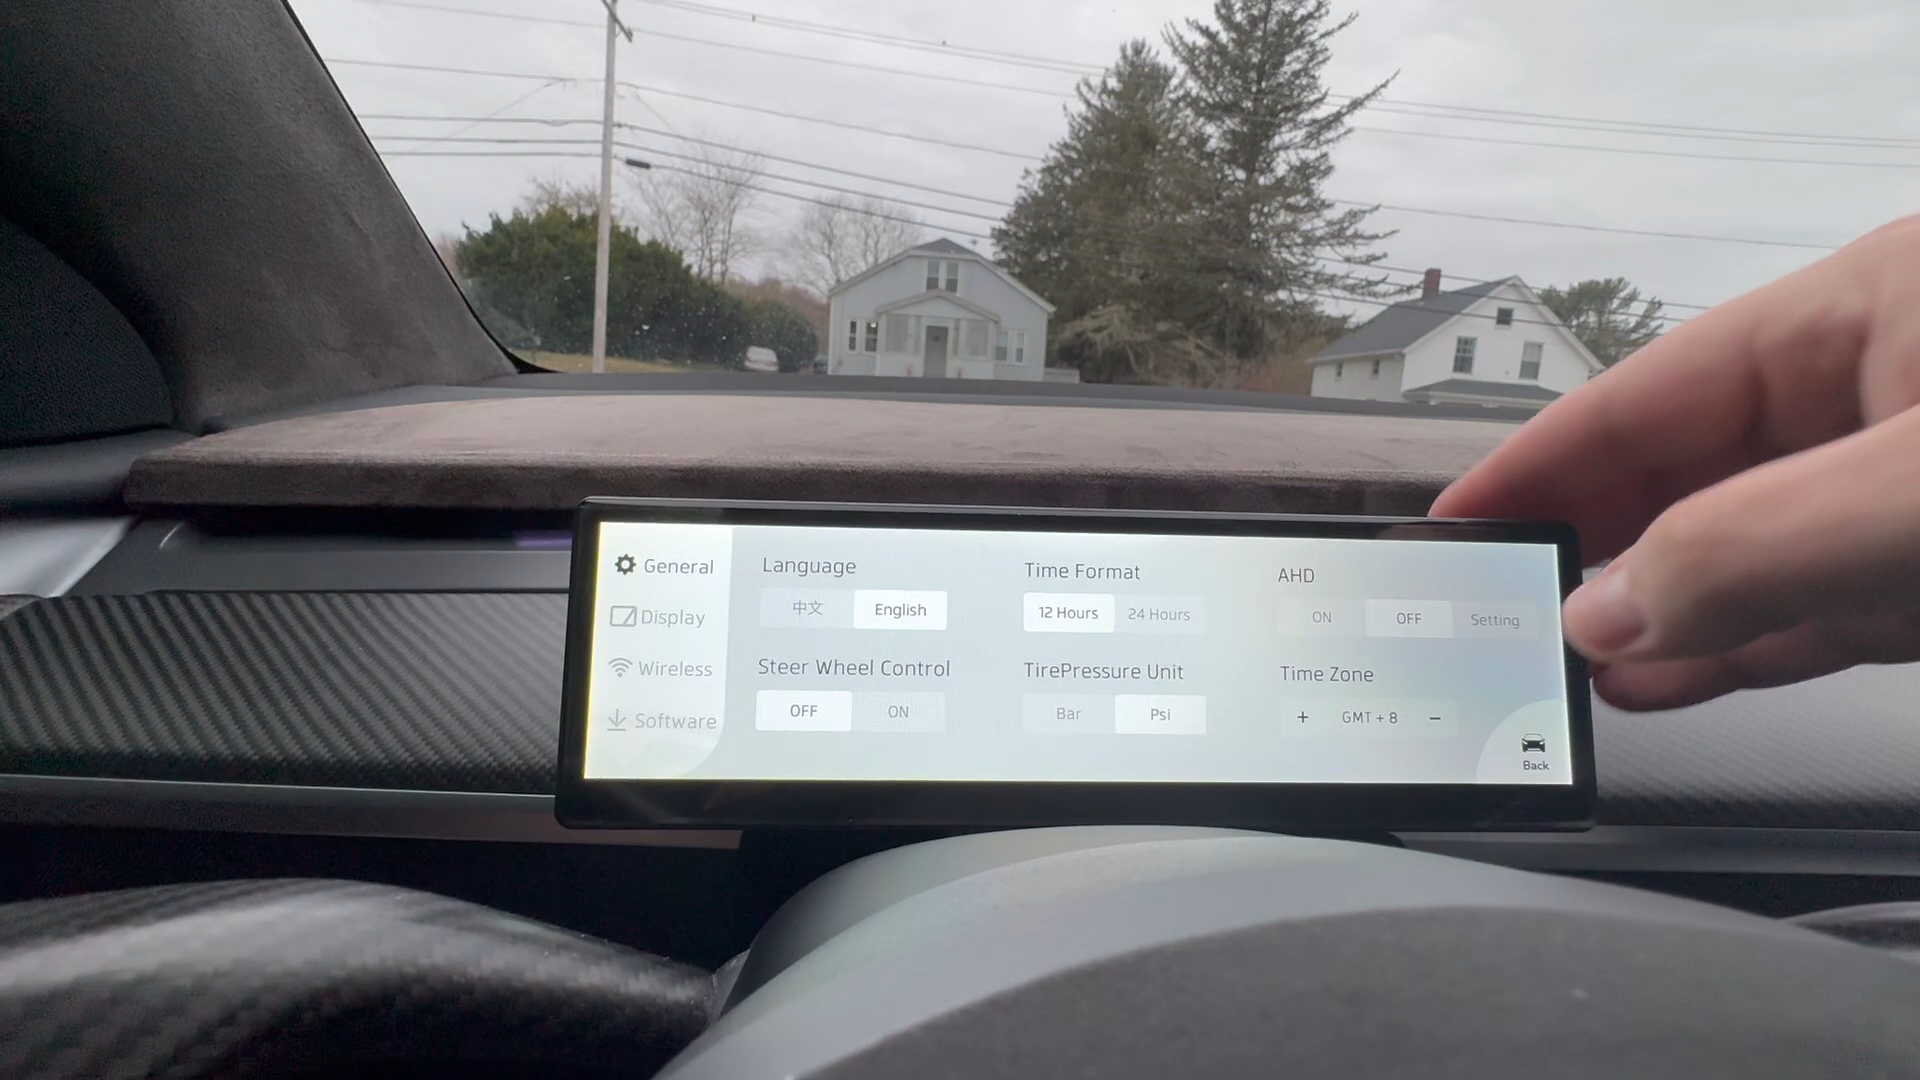 General
Display
Wireless
Software
Language
中文 English
Steer Wheel Control
OFF ON
Time Format
12 Hours 24 Hours
TirePressure Unit
Bar Psi
AHD
ON OFF Setting
Time Zone
+ GMT + 8 −
Back